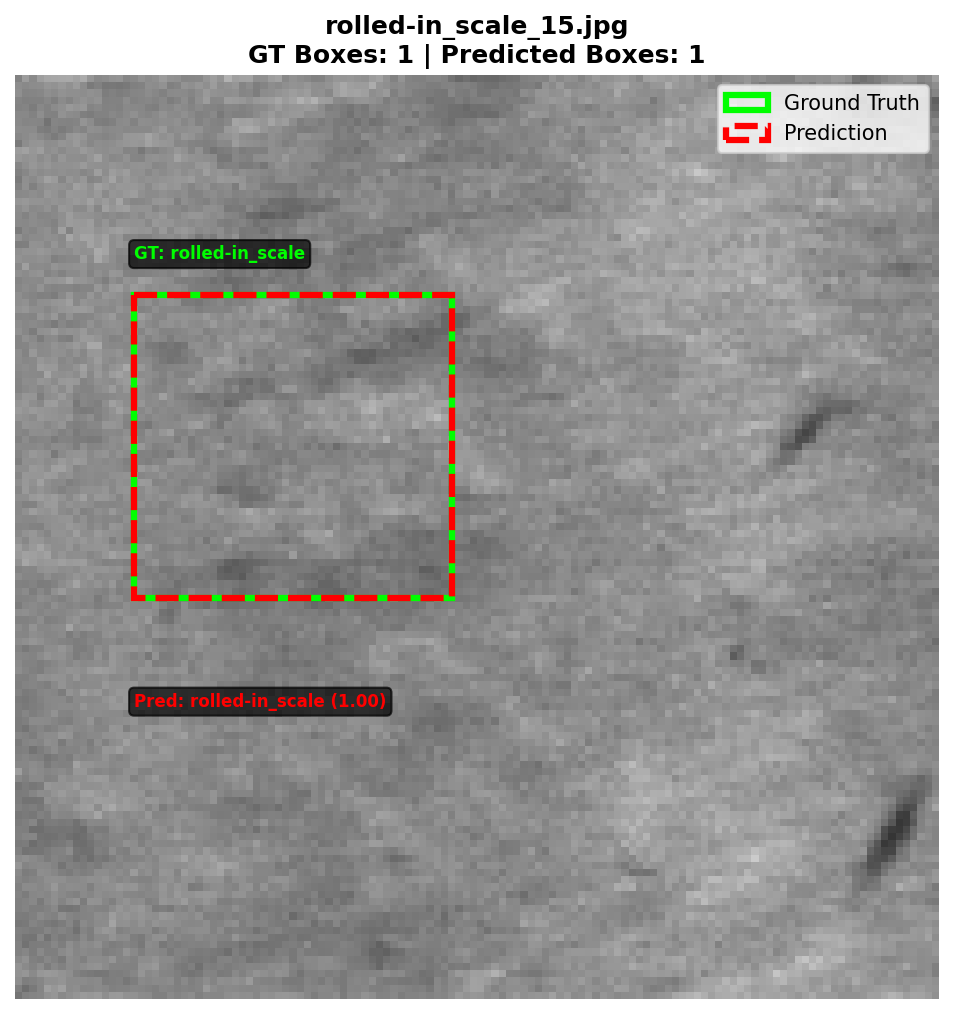 rolled-in_scale_15.jpg
GT Boxes: 1 | Predicted Boxes: 1
Ground Truth
Prediction
GT: rolled-in_scale
Pred: rolled-in_scale (1.00)